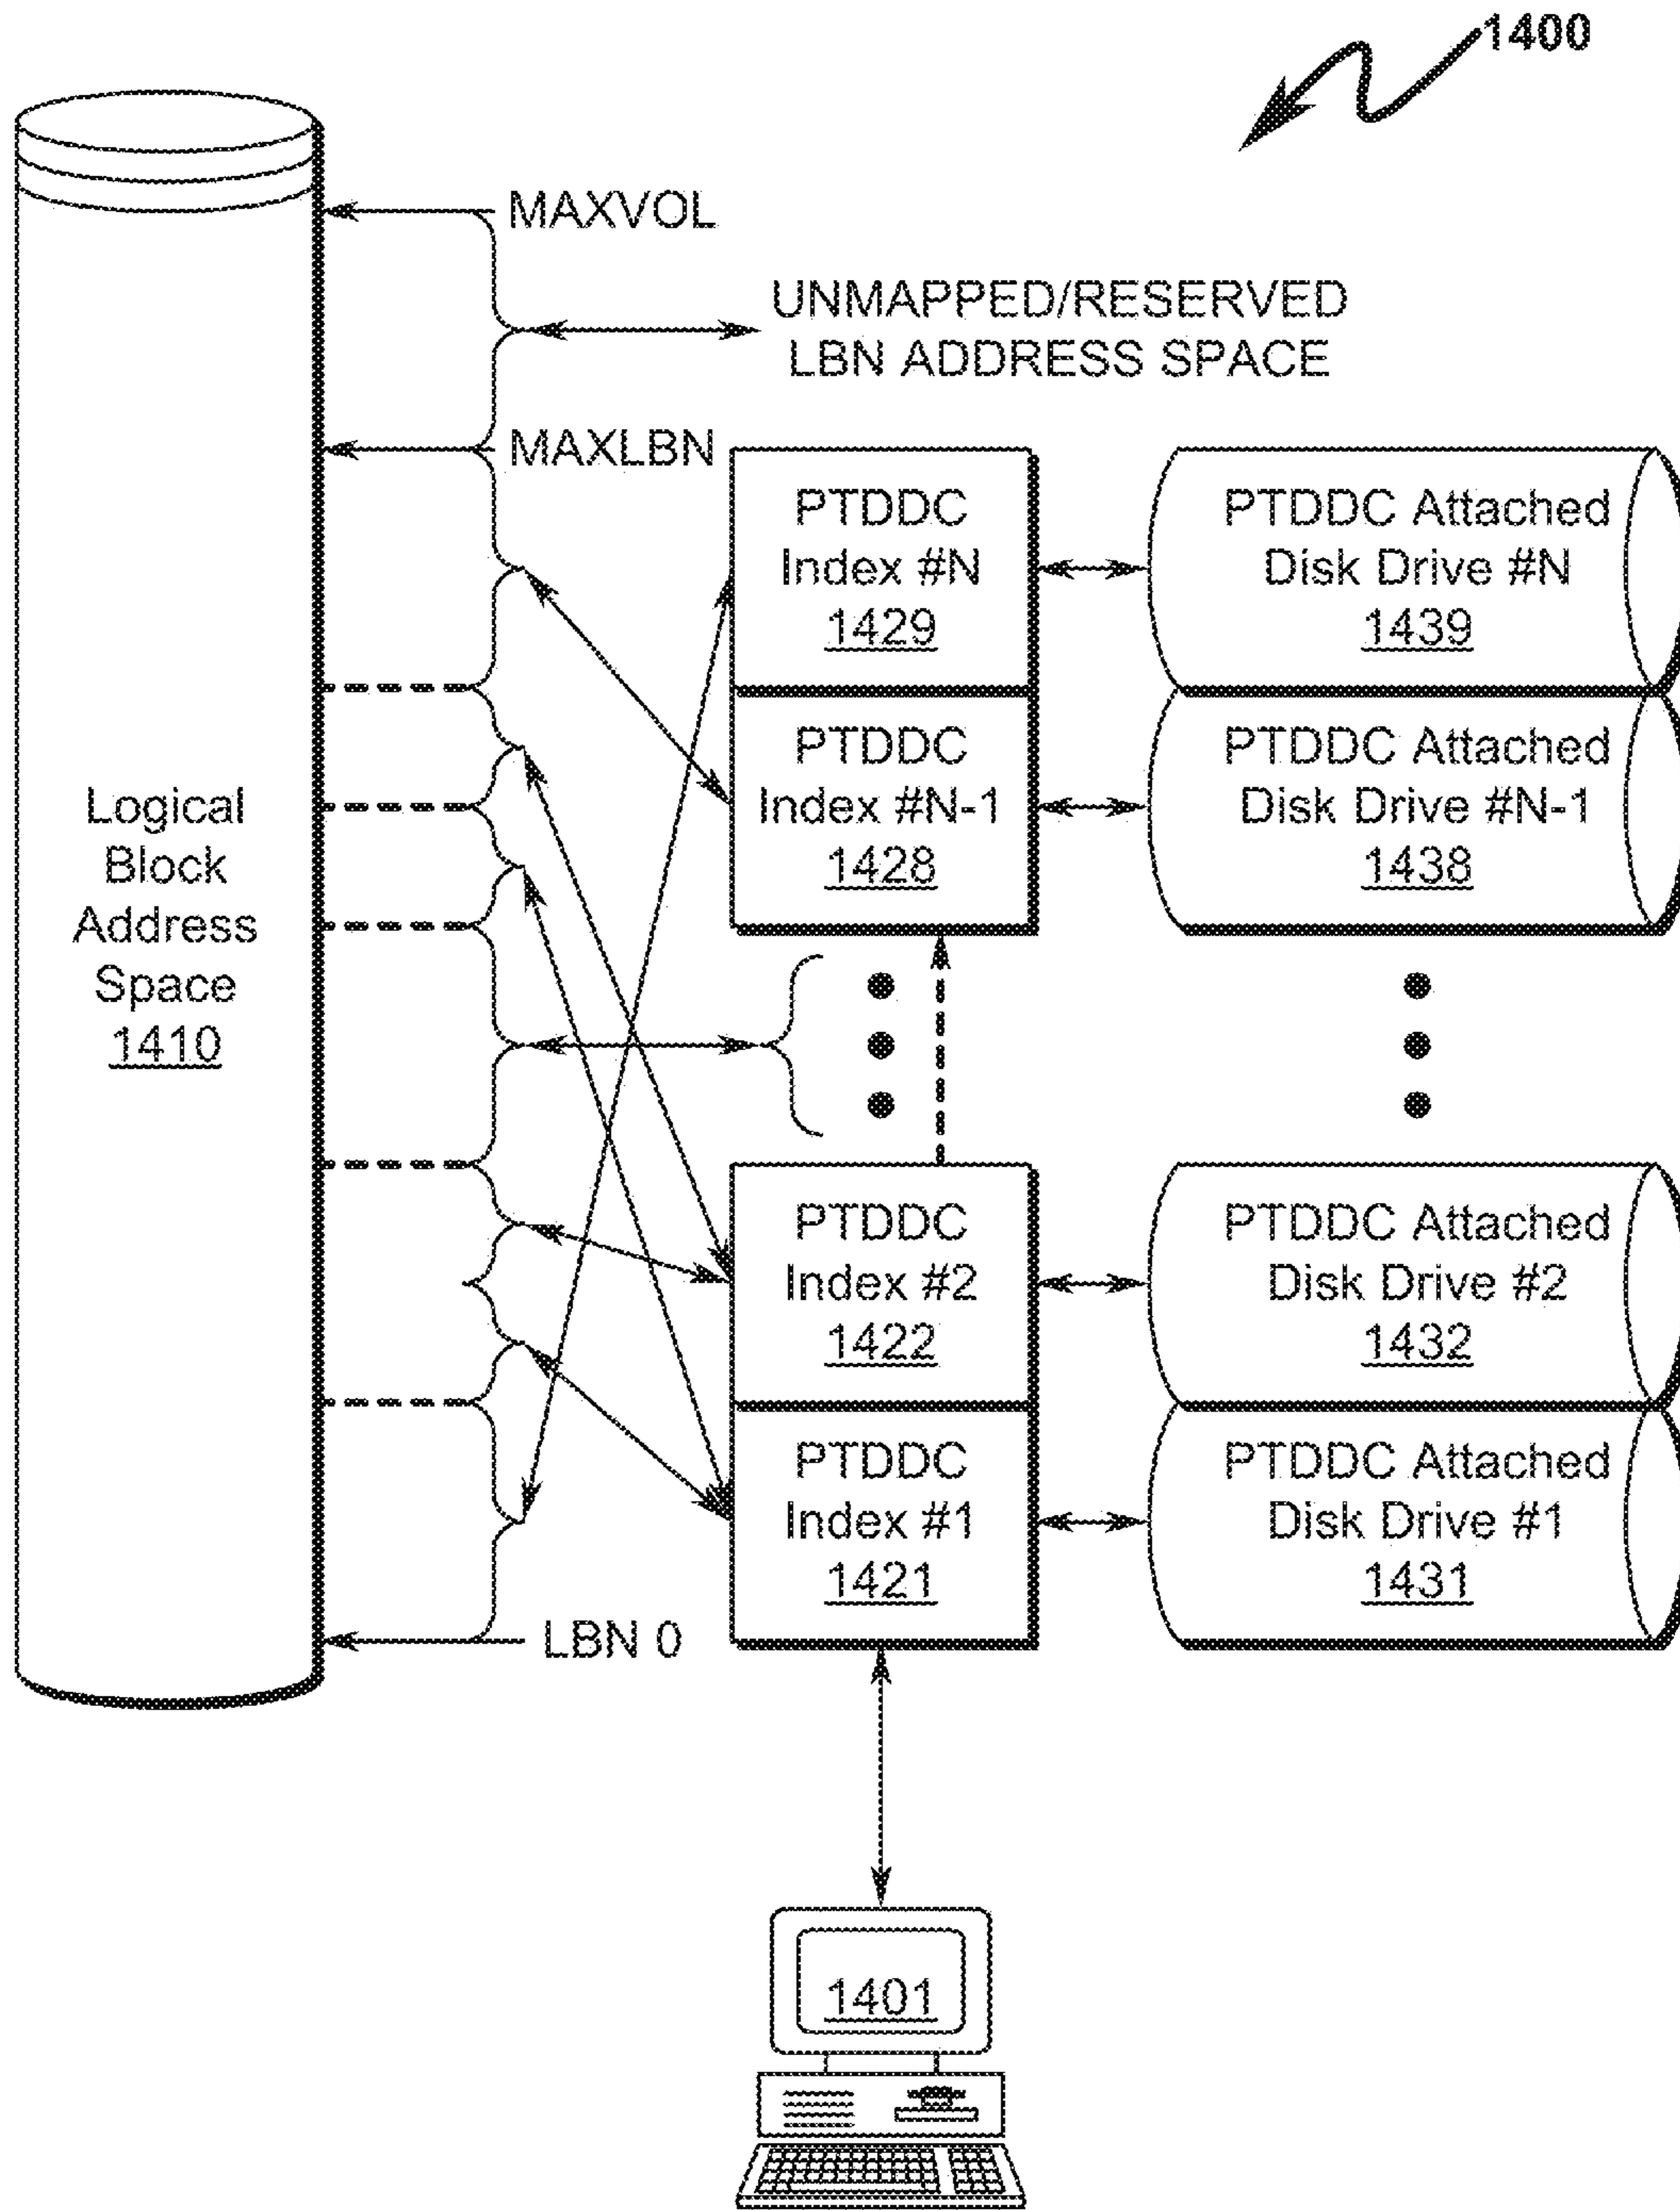 1400
MAXVOL
UNMAPPED/RESERVED
LBN ADDRESS SPACE
MAXLBN
PTDDC
Index #N
1429
PTDDC Attached
Disk Drive #N
1439
PTDDC
Index #N-1
1428
PTDDC Attached
Disk Drive #N-1
1438
Logical
Block
Address
Space
1410
PTDDC
Index #2
1422
PTDDC Attached
Disk Drive #2
1432
PTDDC
Index #1
1421
PTDDC Attached
Disk Drive #1
1431
LBN 0
1401